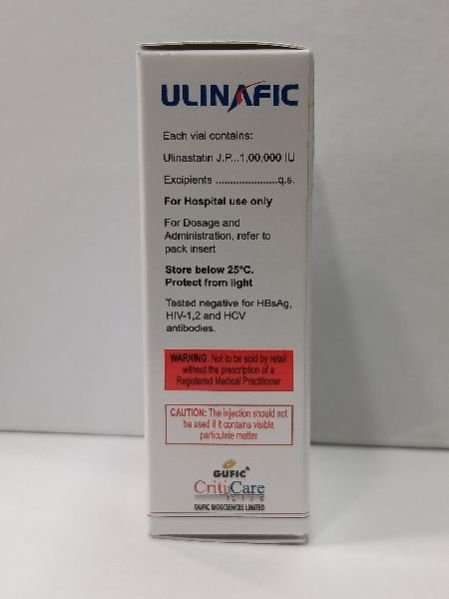 ULINAFIC
Each vial contains:
Ulinastatin J.P...1,00,000 IU
Excipients .....................q.s.
For Hospital use only
For Dosage and
Administration, refer to
pack insert
Store below 25°C.
Protect from light
Tested negative for HBsAg,
HIV-1,2 and HCV
antibodies.
WARNING: Not to be sold by retail
without the prescription of a
Registered Medical Practitioner
CAUTION: The injection should not
be used if it contains visible
particulate matter
GUFIC
CritiCare
GUFIC BIOSCIENCES LIMITED